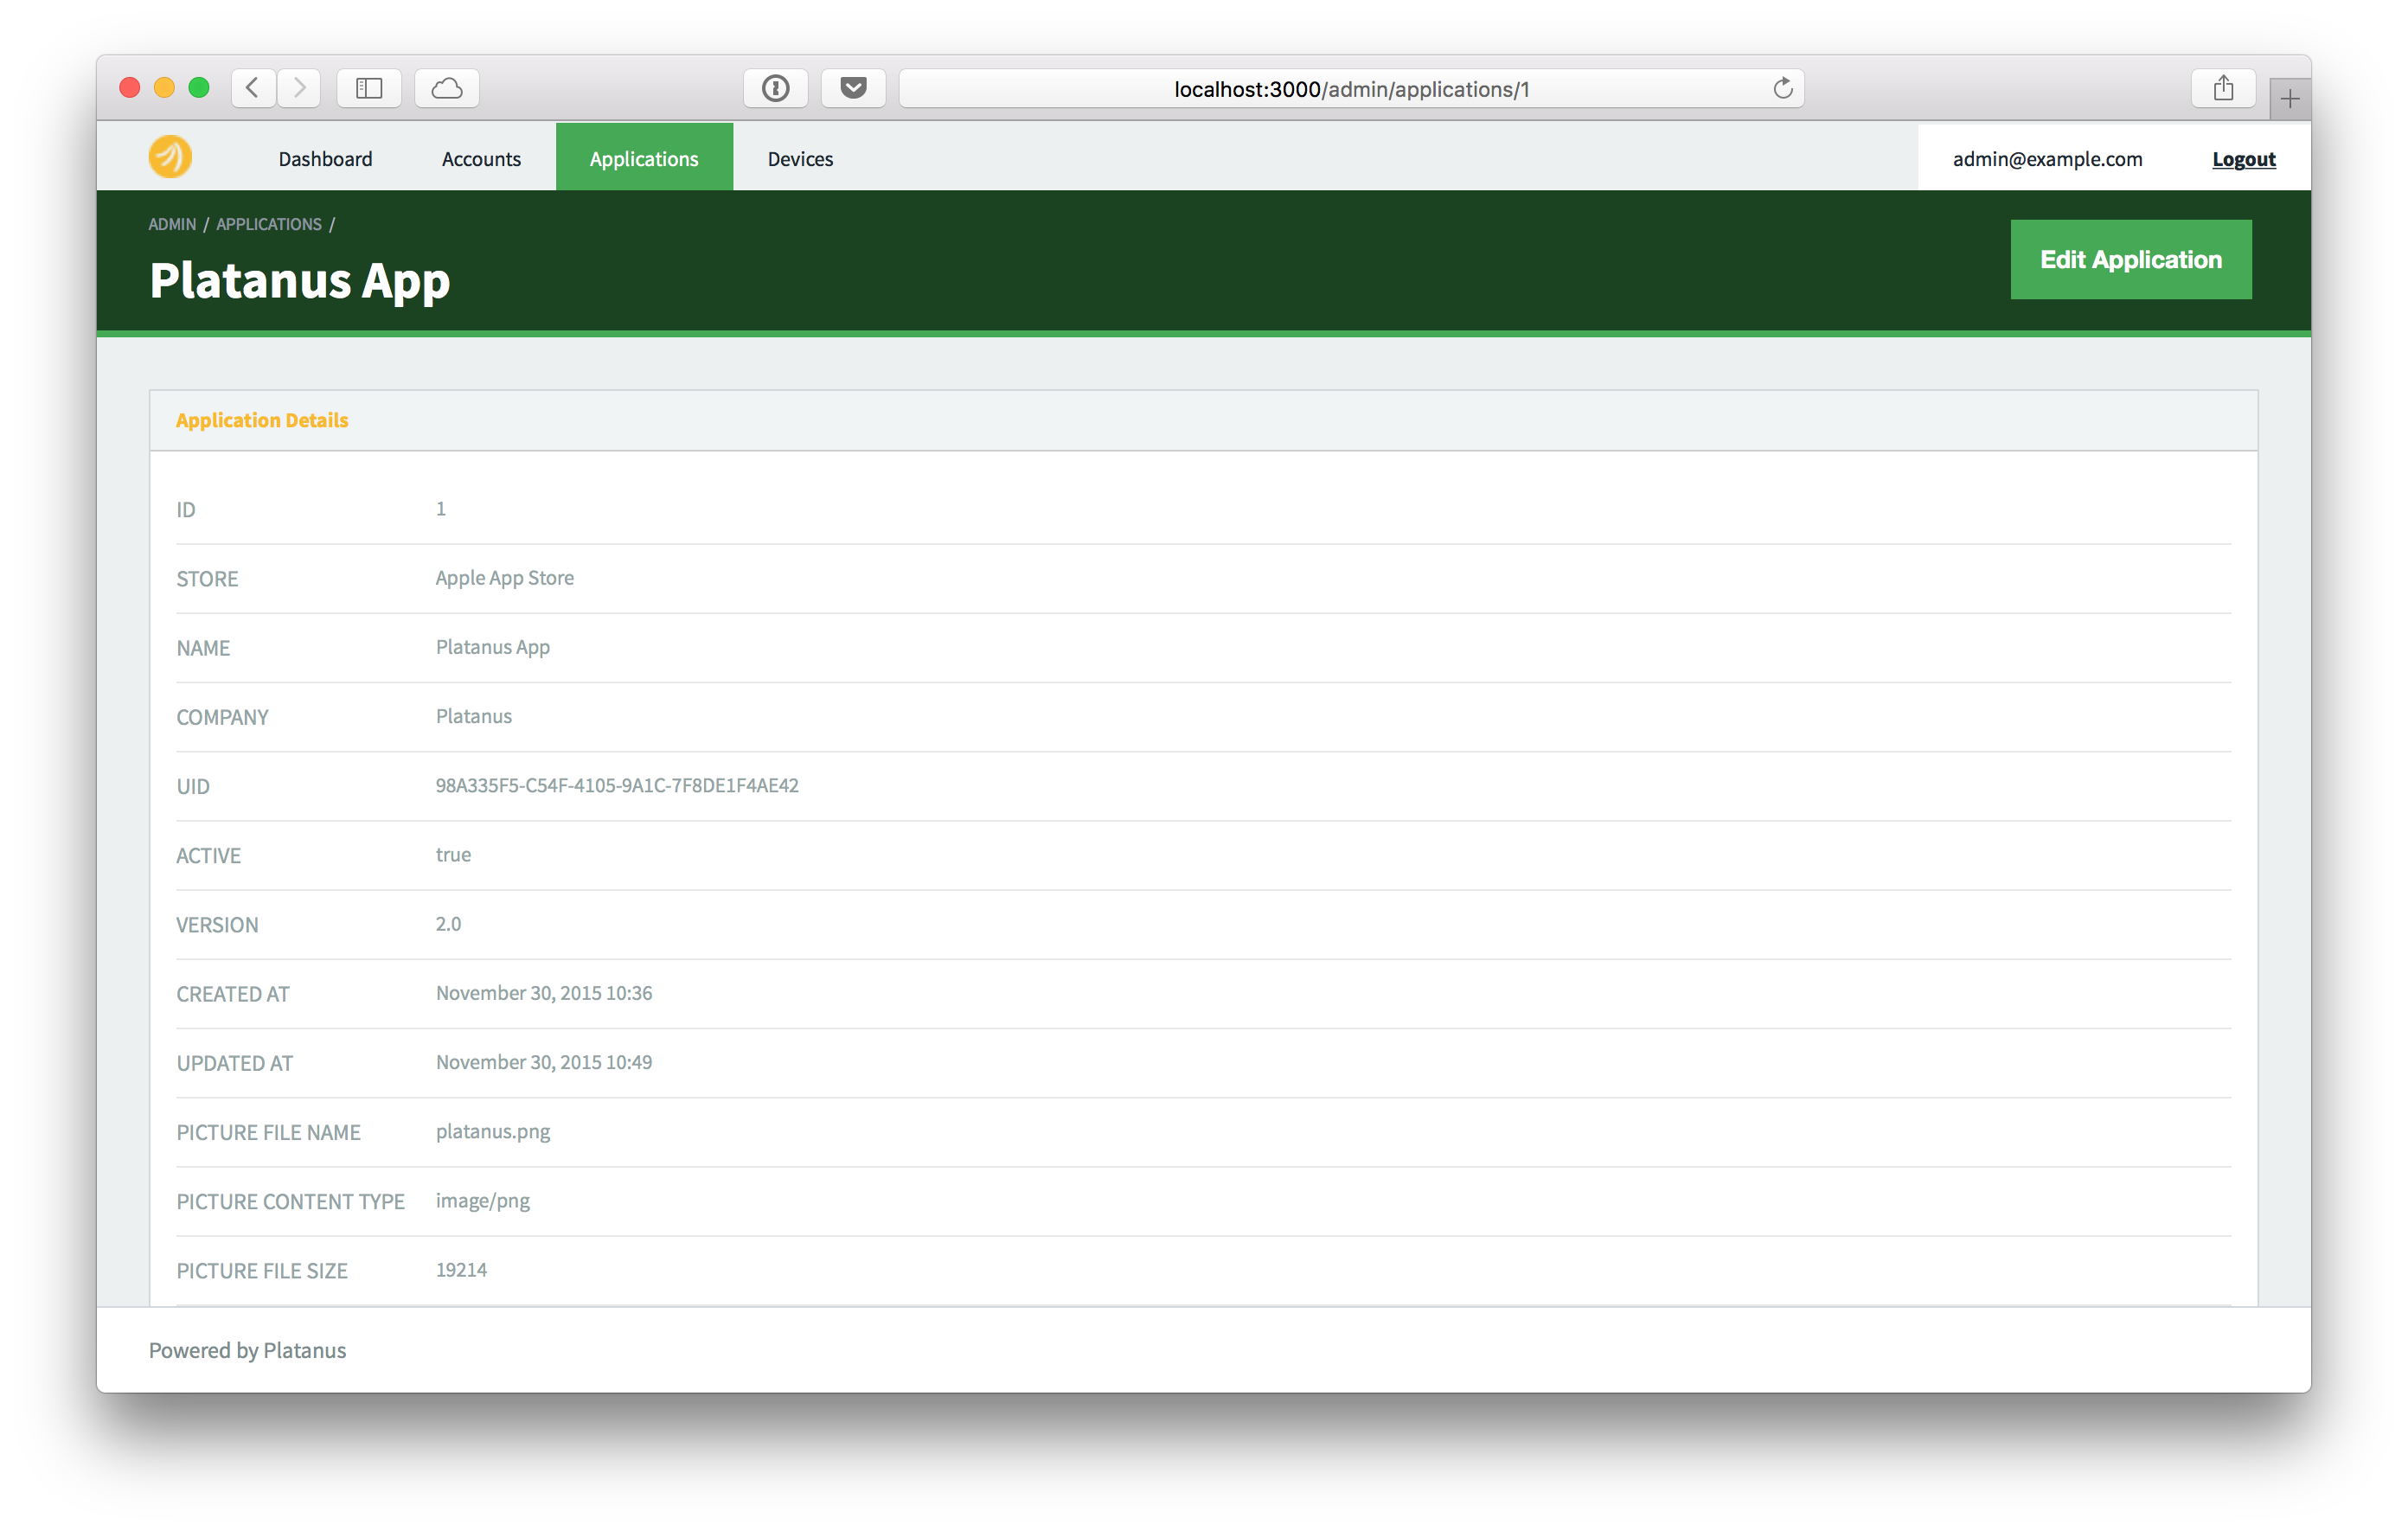 localhost:3000/admin/applications/1
Dashboard Accounts Applications Devices admin@example.com Logout
ADMIN / APPLICATIONS /
Platanus App
Edit Application
Application Details
ID 1
STORE Apple App Store
NAME Platanus App
COMPANY Platanus
UID 98A335F5-C54F-4105-9A1C-7F8DE1F4AE42
ACTIVE true
VERSION 2.0
CREATED AT November 30, 2015 10:36
UPDATED AT November 30, 2015 10:49
PICTURE FILE NAME platanus.png
PICTURE CONTENT TYPE image/png
PICTURE FILE SIZE 19214
Powered by Platanus